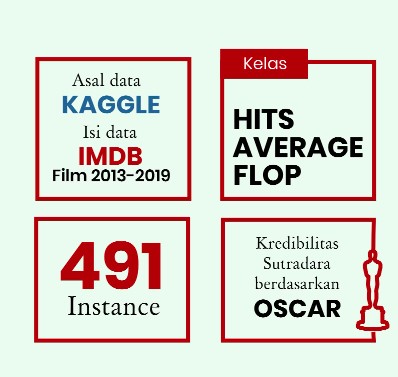 Asal data
KAGGLE
Isi data
IMDB
Film 2013-2019
Kelas
HITS
AVERAGE
FLOP
491
Instance
Kredibilitas
Sutradara
berdasarkan
OSCAR